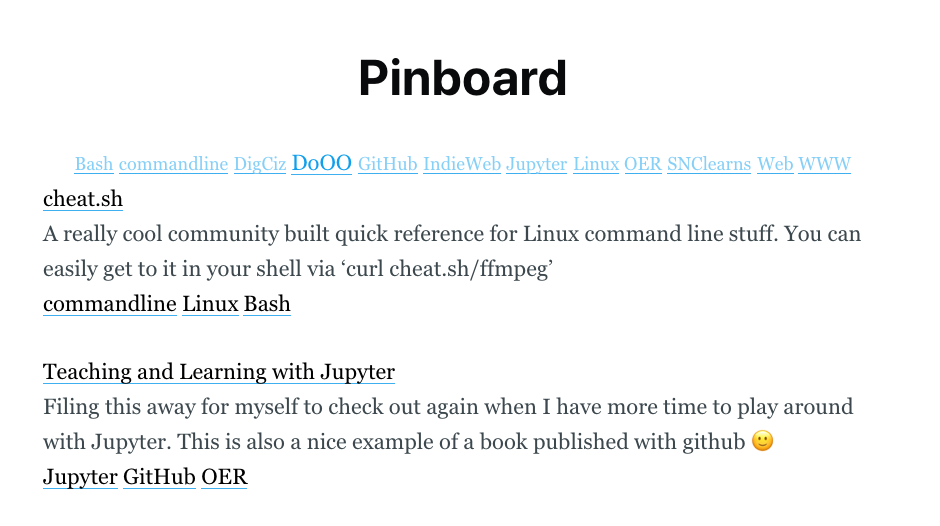 Pinboard
Bash commandline DigCiz DoOO GitHub IndieWeb Jupyter Linux OER SNClearns Web WWW
cheat.sh
A really cool community built quick reference for Linux command line stuff. You can
easily get to it in your shell via ‘curl cheat.sh/ffmpeg’
commandline Linux Bash
Teaching and Learning with Jupyter
Filing this away for myself to check out again when I have more time to play around
with Jupyter. This is also a nice example of a book published with github 🙂
Jupyter GitHub OER